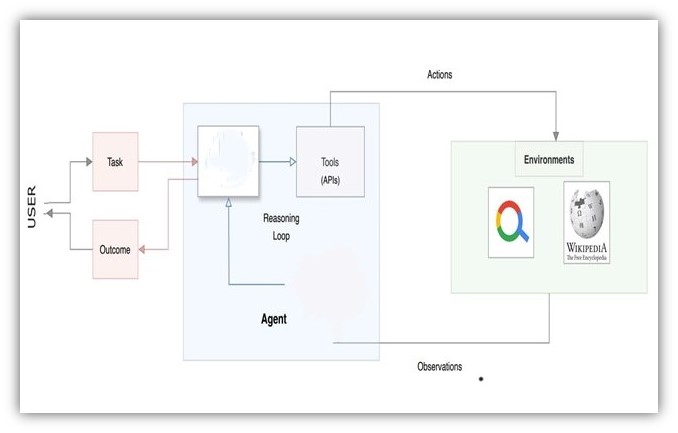 Actions
USER
Task
Tools
(APIs)
Environments
Reasoning
Loop
WIKIPEDIA
The Free Encyclopedia
Outcome
Agent
Observations